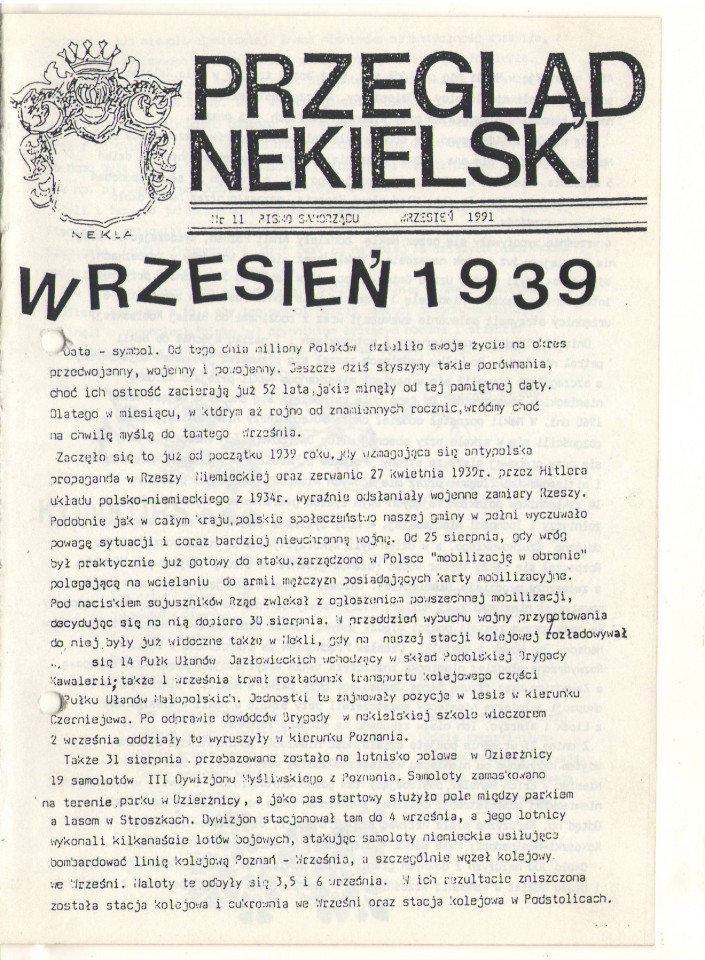 PRZEGLĄD
NEKIELSKI
Nr 11 PISMO SAMORZĄDU WRZESIEŃ 1991
NEKLA
WRZESIEŃ 1939
Data - symbol. Od tego dnia miliony Polaków dzieliło swoje życie na okres
przedwojenny, wojenny i powojenny. Jeszcze dziś słyszymy takie porównania,
choć ich ostrość zacierają już 52 lata,jakie minęły od tej pamiętnej daty.
Dlatego w miesiącu, w którym aż rojno od znamiennych rocznic,wróćmy choć
na chwilę myślą do tamtego Września.
Zaczęło się to już od początku 1939 roku,gdy wzmagająca się antypolska
propaganda w Rzeszy Niemieckiej oraz zerwanie 27 kwietnia 1939r. przez Hitlera
układu polsko-niemieckiego z 1934r. wyraźnie odsłaniały wojenne zamiary Rzeszy.
Podobnie jak w całym kraju,polskie społeczeństwo naszej gminy w pełni wyczuwało
powagę sytuacji i coraz bardziej nieuchronną wojnę. Od 25 sierpnia, gdy wróg
był praktycznie już gotowy do ataku,zarządzono w Polsce "mobilizację w obronie"
polegającą na wcielaniu do armii mężczyzn posiadających karty mobilizacyjne.
Pod naciskiem sojuszników Rząd zwlekał z ogłoszeniem powszechnej mobilizacji,
decydując się na nią dopiero 30 sierpnia. W przeddzień wybuchu wojny przygotowania
do niej były już widoczne także w Nekli, gdy na naszej stacji kolejowej rozładowywał
się 14 Pułk Ułanów Jazłowieckich wchodzący w skład Podolskiej Brygady
Kawalerii; także 1 września trwał rozładunek transportu kolejowego części
Pułku Ułanów Małopolskich. Jednostki te zajmowały pozycje w lesie w kierunku
Czerniejewa. Po odprawie dowódców Brygady w nekielskiej szkole wieczorem
2 września oddziały te wyruszyły w kierunku Poznania.
Także 31 sierpnia przebazowane zostało na lotnisko polowe w Dzierżnicy
19 samolotów III Dywizjonu Myśliwskiego z Poznania. Samoloty zamaskowano
na terenie parku w Dzierżnicy, a jako pas startowy służyło pole między parkiem
a lasem w Stroszkach. Dywizjon stacjonował tam do 4 września, a jego lotnicy
wykonali kilkanaście lotów bojowych, atakując samoloty niemieckie usiłujące
bombardować linię kolejową Poznań - Września, a szczególnie węzeł kolejowy
we Wrześni. Naloty te odbyły się 3,5 i 6 września. W ich rezultacie zniszczona
została stacja kolejowa i cukrownia we Wrześni oraz stacja kolejowa w Podstolicach.